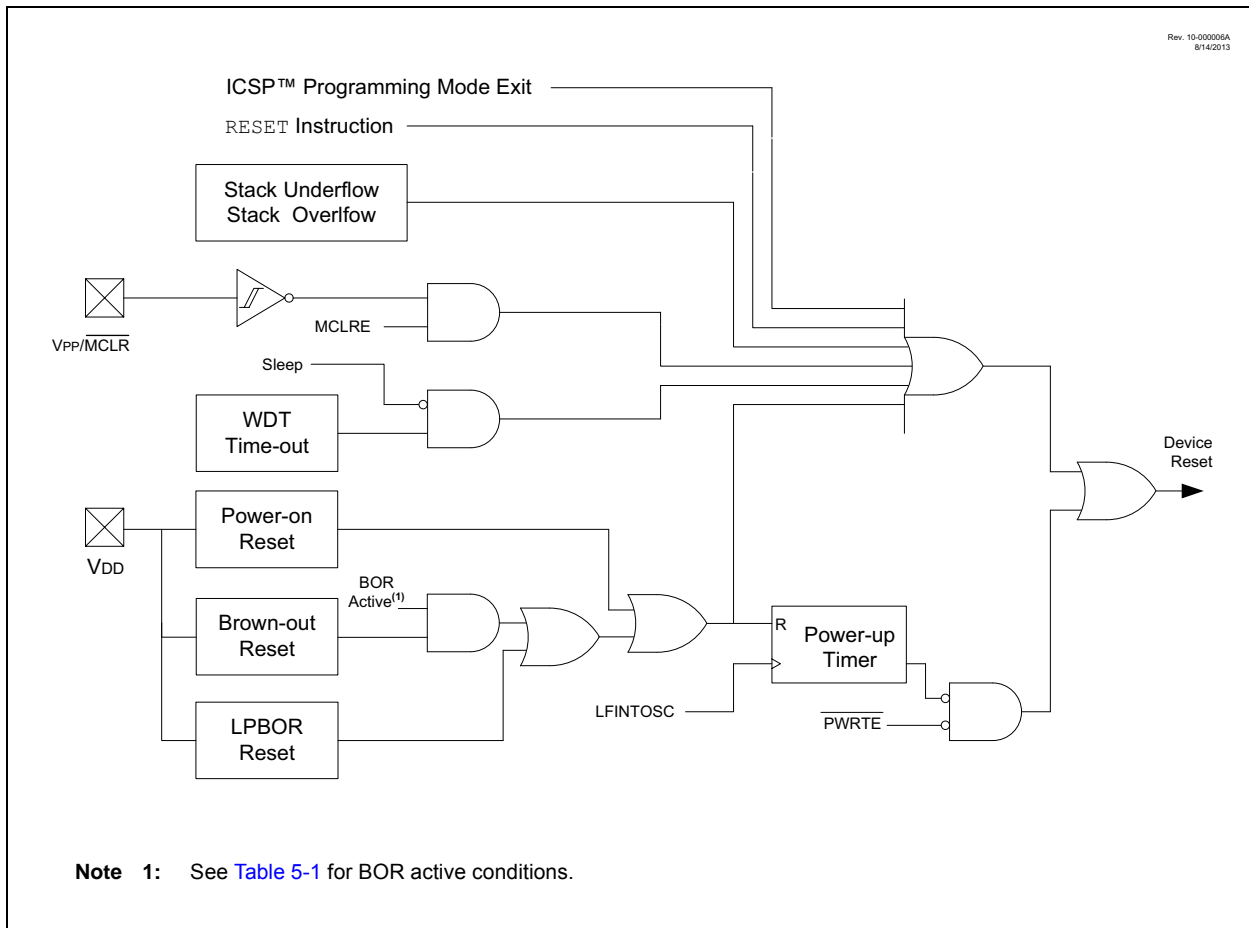 Rev. 10-000006A
8/14/2013
ICSP™ Programming Mode Exit
RESET Instruction
Stack Underflow
Stack Overlfow
VPP/MCLR
MCLRE
Sleep
WDT
Time-out
Device
Reset
Power-on
Reset
VDD
BOR
Active(1)
Brown-out
Reset
R
Power-up
Timer
LFINTOSC
PWRTE
LPBOR
Reset
Note 1: See Table 5-1 for BOR active conditions.